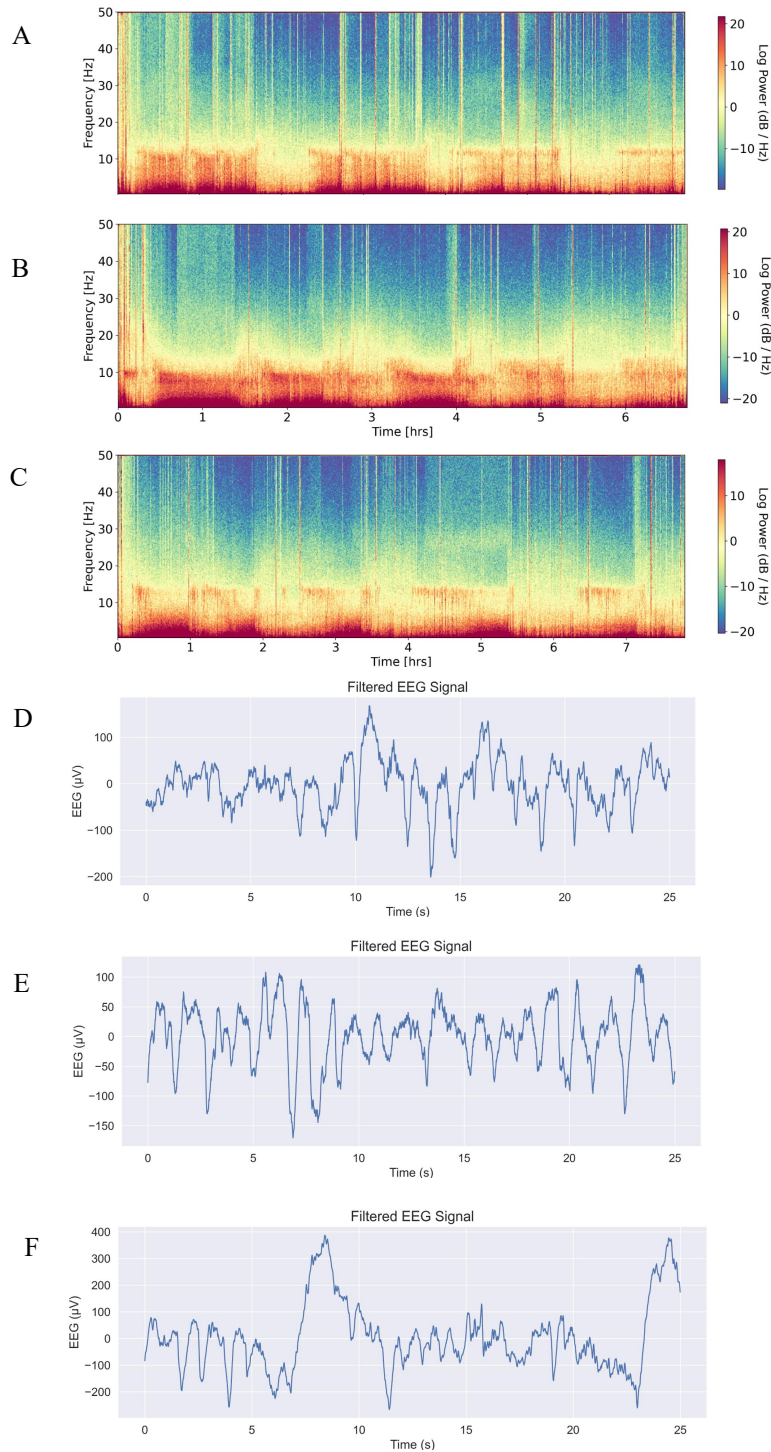 A
50
40
30
20
10
Frequency [Hz]
10
0
−10
20
Log Power (dB / Hz)
B
50
40
30
20
10
Frequency [Hz]
0 1 2 3 4 5 6
Time [hrs]
20
10
0
−10
−20
Log Power (dB / Hz)
C
50
40
30
20
10
Frequency [Hz]
0 1 2 3 4 5 6 7
Time [hrs]
10
0
−10
−20
Log Power (dB / Hz)
D
Filtered EEG Signal
100
0
−100
−200
EEG (µV)
0 5 10 15 20 25
Time (s)
E
Filtered EEG Signal
100
50
0
−50
−100
−150
EEG (µV)
0 5 10 15 20 25
Time (s)
F
Filtered EEG Signal
400
300
200
100
0
−100
−200
EEG (µV)
0 5 10 15 20 25
Time (s)